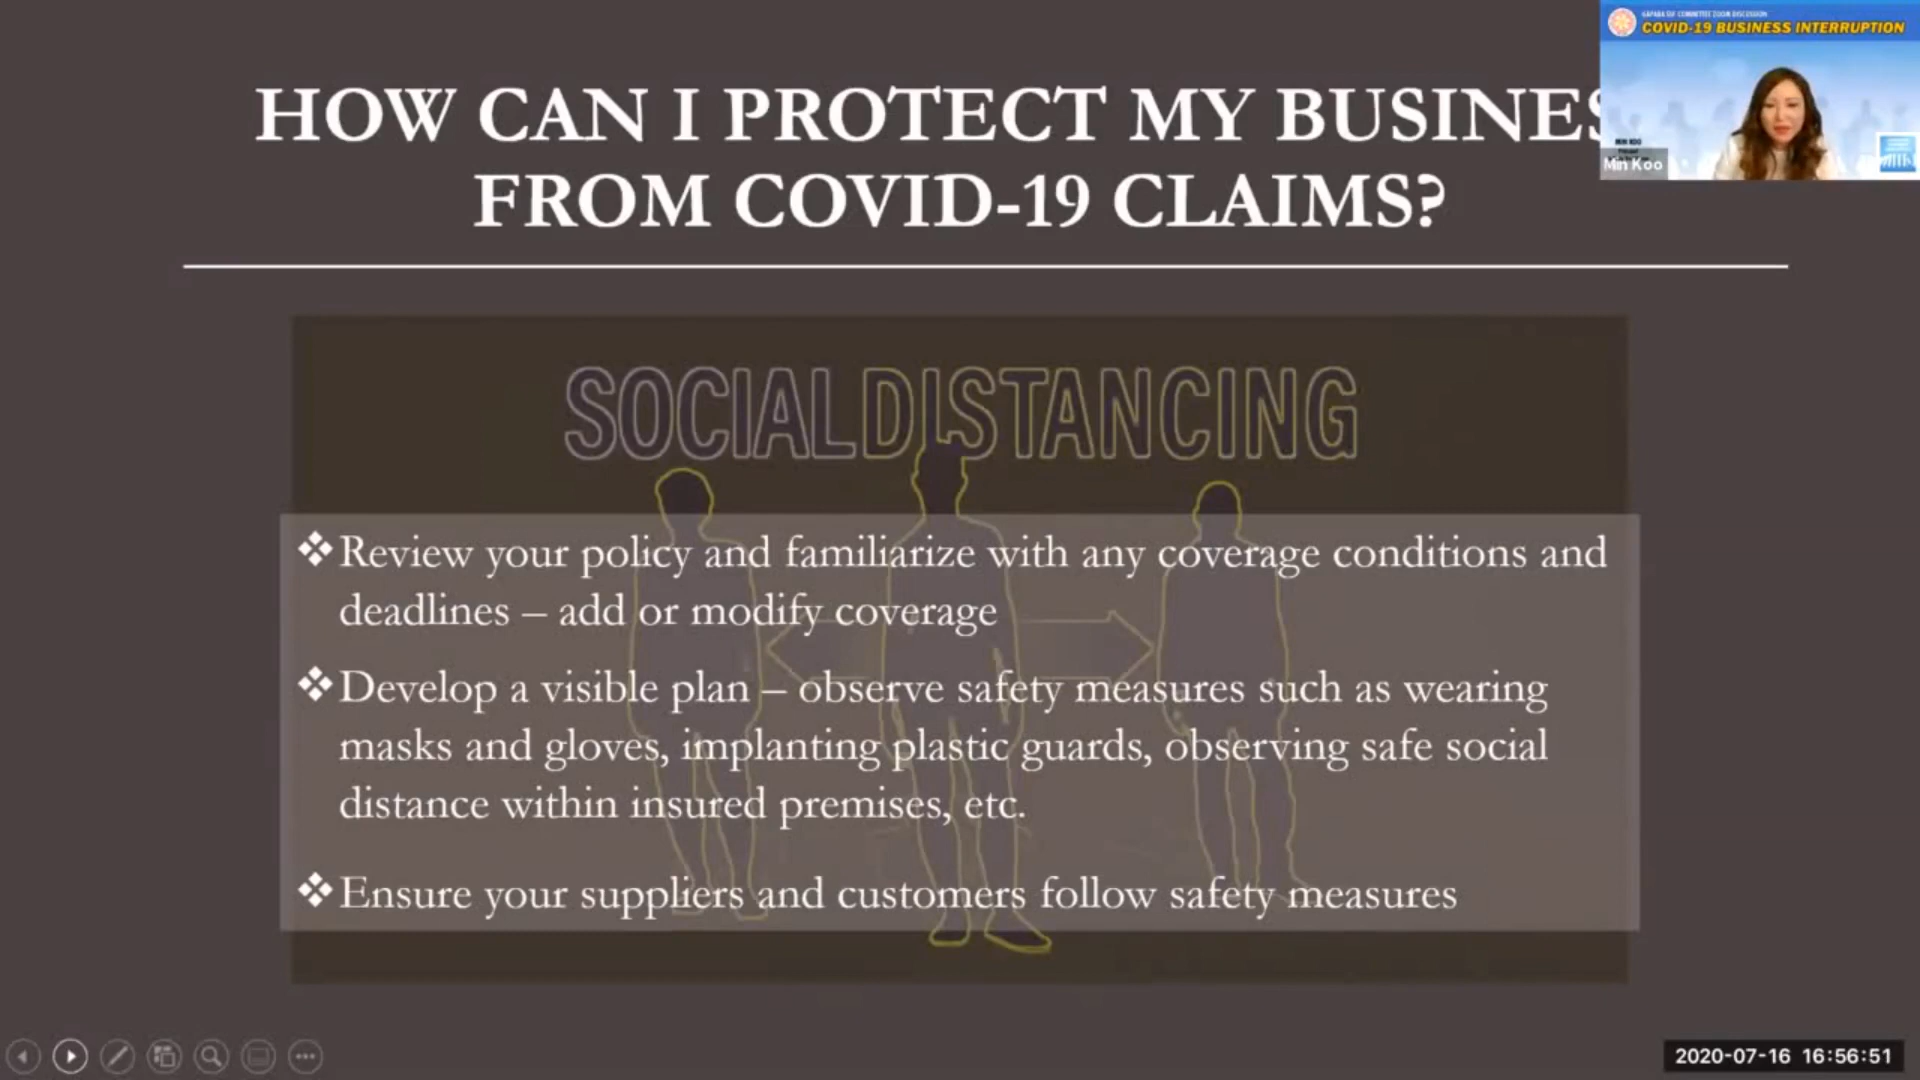 HOW CAN I PROTECT MY BUSINES
FROM COVID-19 CLAIMS?
COVID-19 BUSINESS INTERRUPTION
MIN KOO
Min Koo
SOCIAL DISTANCING
❖Review your policy and familiarize with any coverage conditions and
deadlines – add or modify coverage
❖Develop a visible plan – observe safety measures such as wearing
masks and gloves, implanting plastic guards, observing safe social
distance within insured premises, etc.
❖Ensure your suppliers and customers follow safety measures
2020-07-16 16:56:51